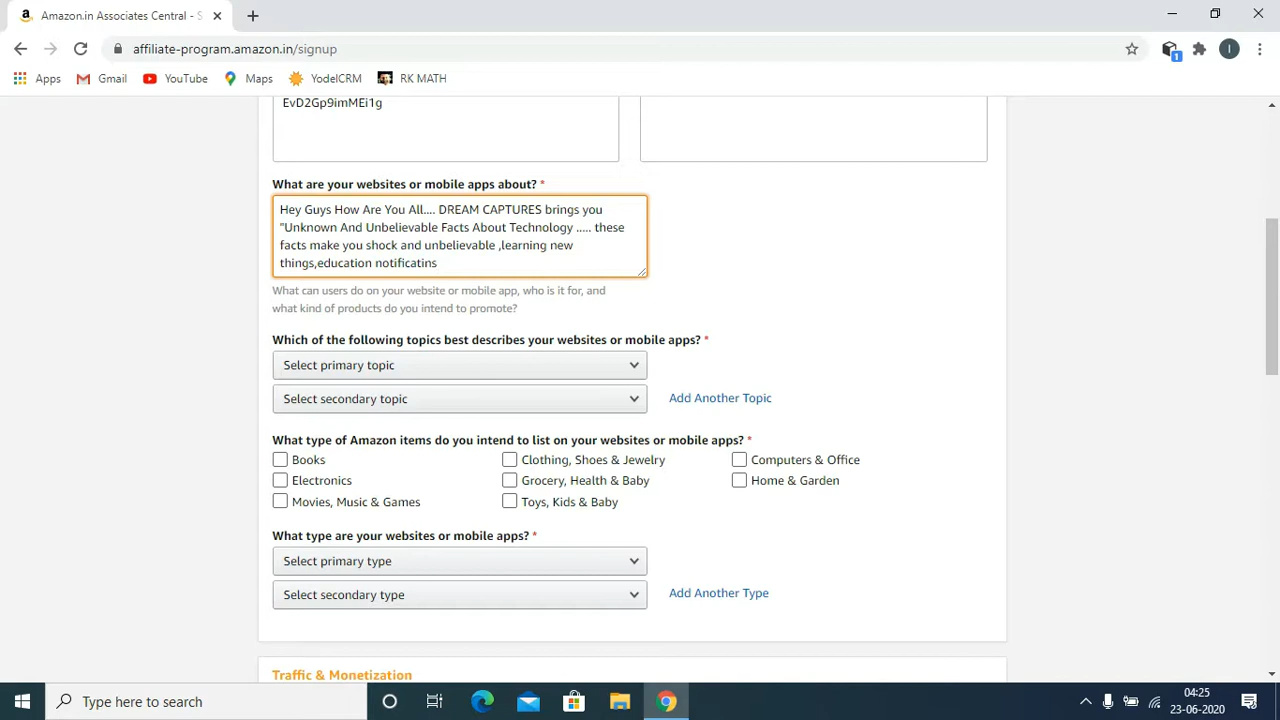 Amazon.in Associates Central - S
affiliate-program.amazon.in/signup
1
I
Apps
Gmail
YouTube
Maps
YodelCRM
RK MATH
EvD2Gp9imMEi1g
What are your websites or mobile apps about? *
Hey Guys How Are You All.... DREAM CAPTURES brings you
"Unknown And Unbelievable Facts About Technology ..... these
facts make you shock and unbelievable ,learning new
things,education notificatins
What can users do on your website or mobile app, who is it for, and
what kind of products do you intend to promote?
Which of the following topics best describes your websites or mobile apps? *
Select primary topic
Select secondary topic
Add Another Topic
What type of Amazon items do you intend to list on your websites or mobile apps? *
Books
Clothing, Shoes & Jewelry
Computers & Office
Electronics
Grocery, Health & Baby
Home & Garden
Movies, Music & Games
Toys, Kids & Baby
What type are your websites or mobile apps? *
Select primary type
Select secondary type
Add Another Type
Traffic & Monetization
Type here to search
04:25
23-06-2020